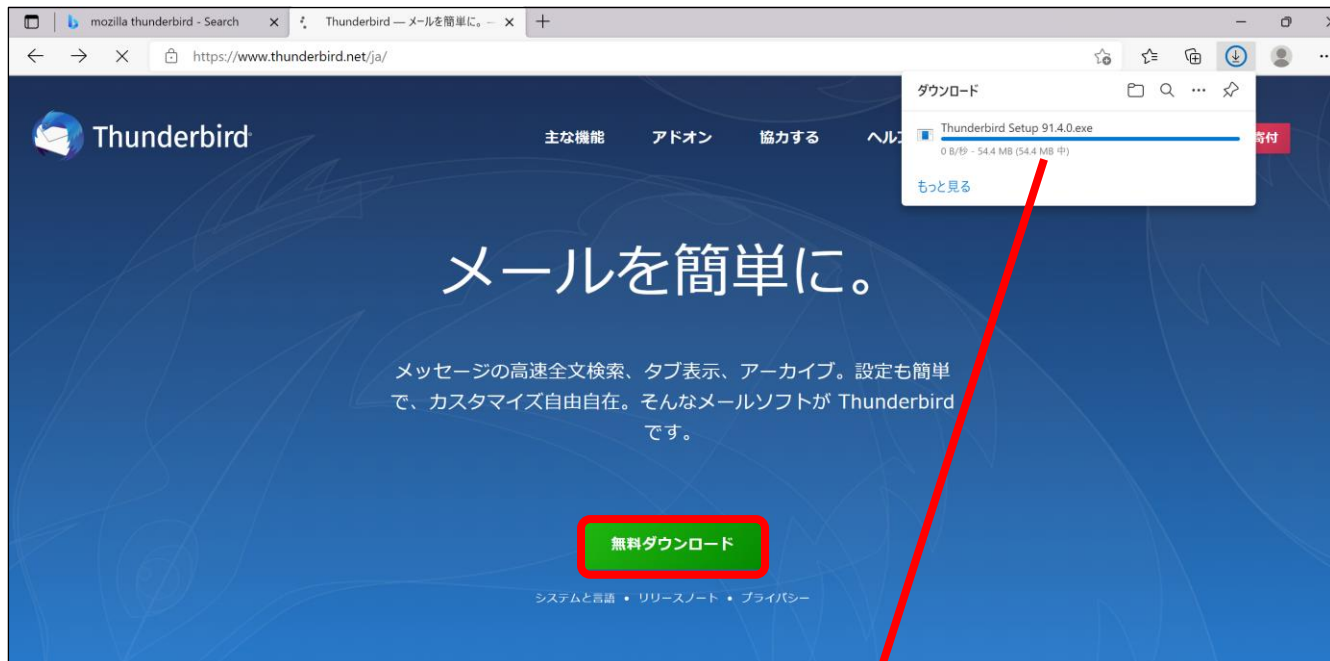 mozilla thunderbird - Search
Thunderbird — メールを簡単に。 —
https://www.thunderbird.net/ja/
ダウンロード
Thunderbird Setup 91.4.0.exe
0 B/秒 - 54.4 MB (54.4 MB 中)
もっと見る
Thunderbird
主な機能 アドオン 協力する ヘル 寄付
メールを簡単に。
メッセージの高速全文検索、タブ表示、アーカイブ。設定も簡単
で、カスタマイズ自由自在。そんなメールソフトが Thunderbird
です。
無料ダウンロード
システムと言語 • リリースノート • プライバシー